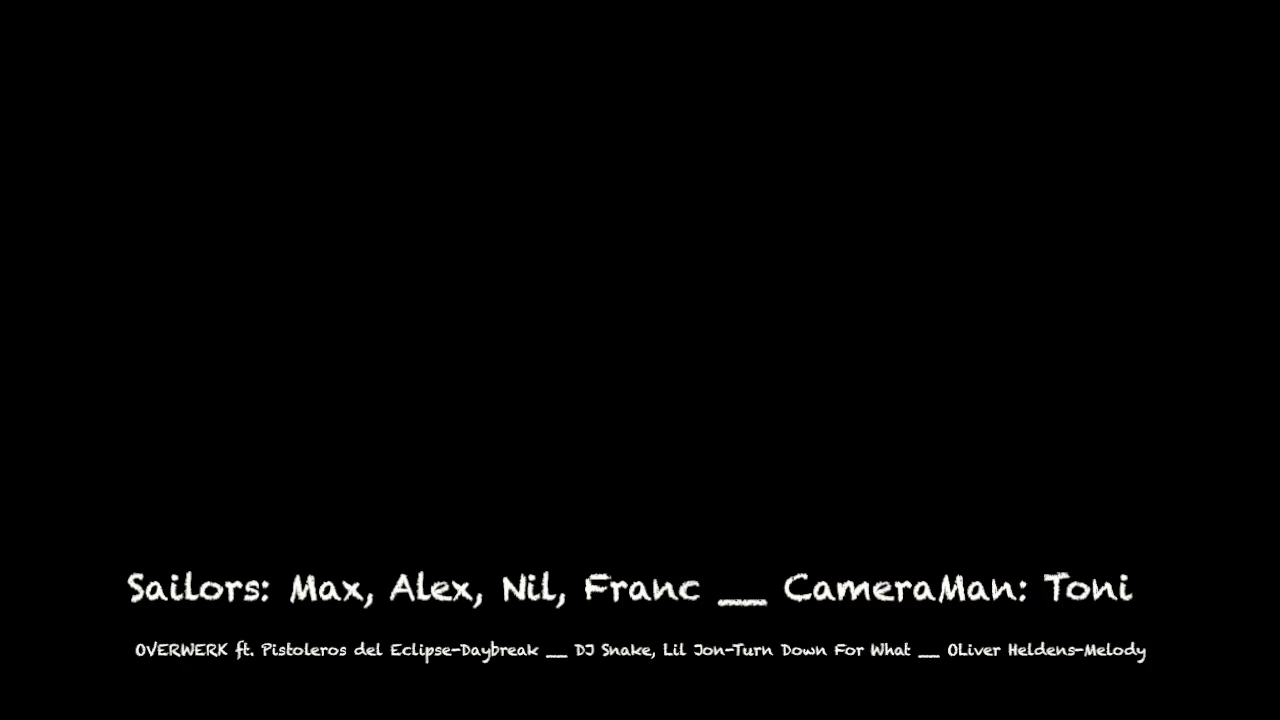 Sailors: Max, Alex, Nil, Franc __ CameraMan: Toni
OVERWERK ft. Pistoleros del Eclipse-Daybreak __ DJ Snake, Lil Jon-Turn Down For What __ OLiver Heldens-Melody